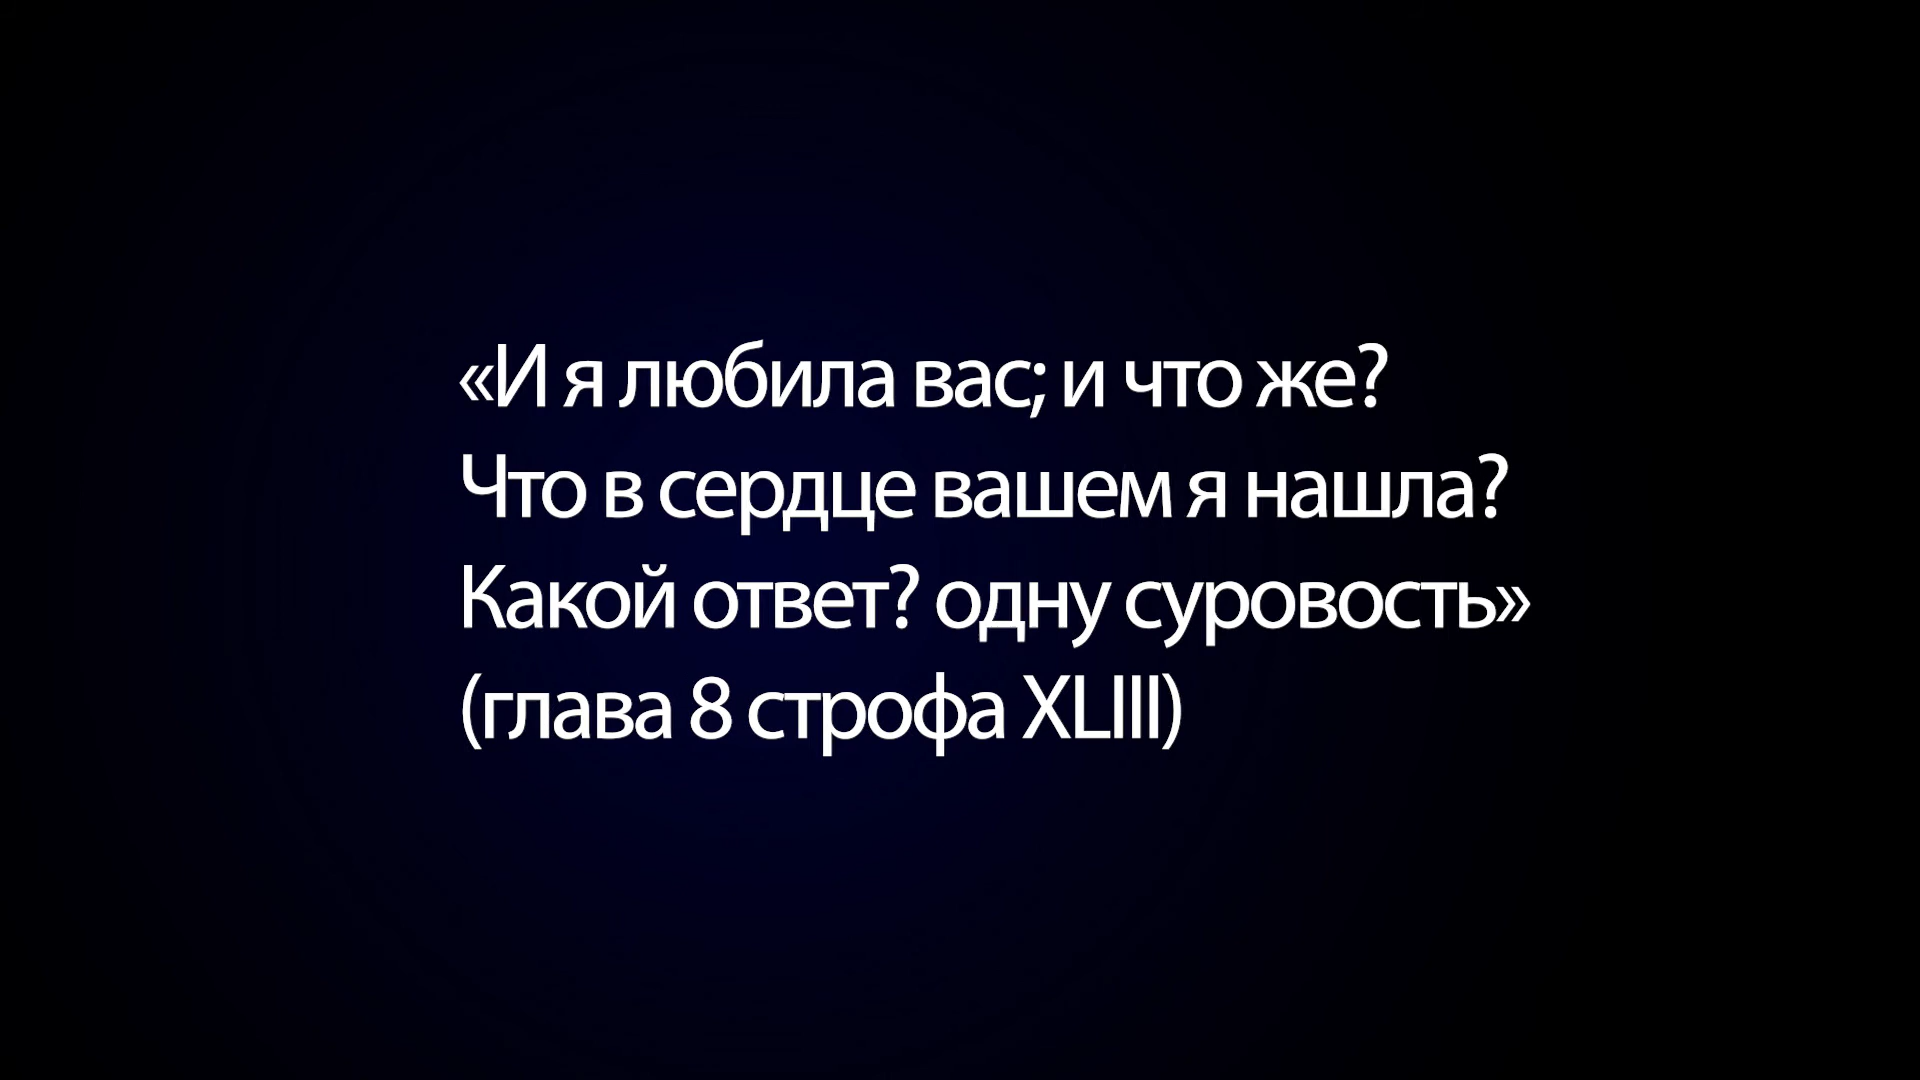 «И я любила вас; и что же?
Что в сердце вашем я нашла?
Какой ответ? одну суровость»
(глава 8 строфа XLIII)